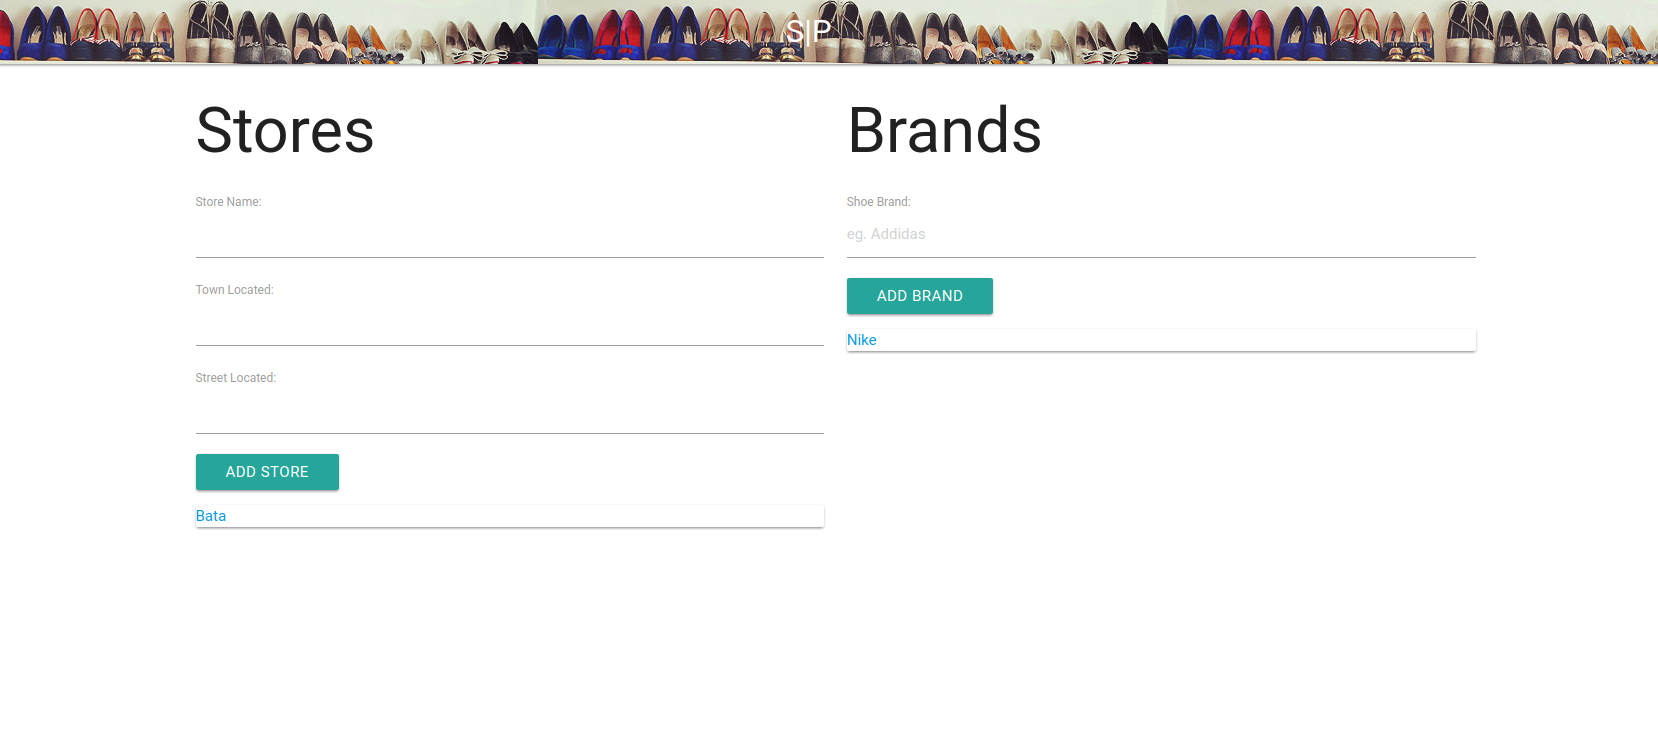 S|P
Stores
Store Name:
Town Located:
Street Located:
ADD STORE
Bata
Brands
Shoe Brand:
eg. Addidas
ADD BRAND
Nike